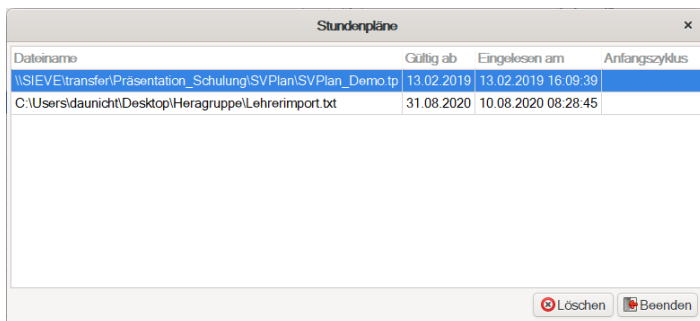 Stundenpläne
Dateiname Gültig ab Eingelesen am Anfangszyklus
\\SIEVE\transfer\Präsentation_Schulung\SVPlan\SVPlan_Demo.tp 13.02.2019 13.02.2019 16:09:39
C:\Users\daunicht\Desktop\Heragruppe\Lehrerimport.txt 31.08.2020 10.08.2020 08:28:45
Löschen Beenden